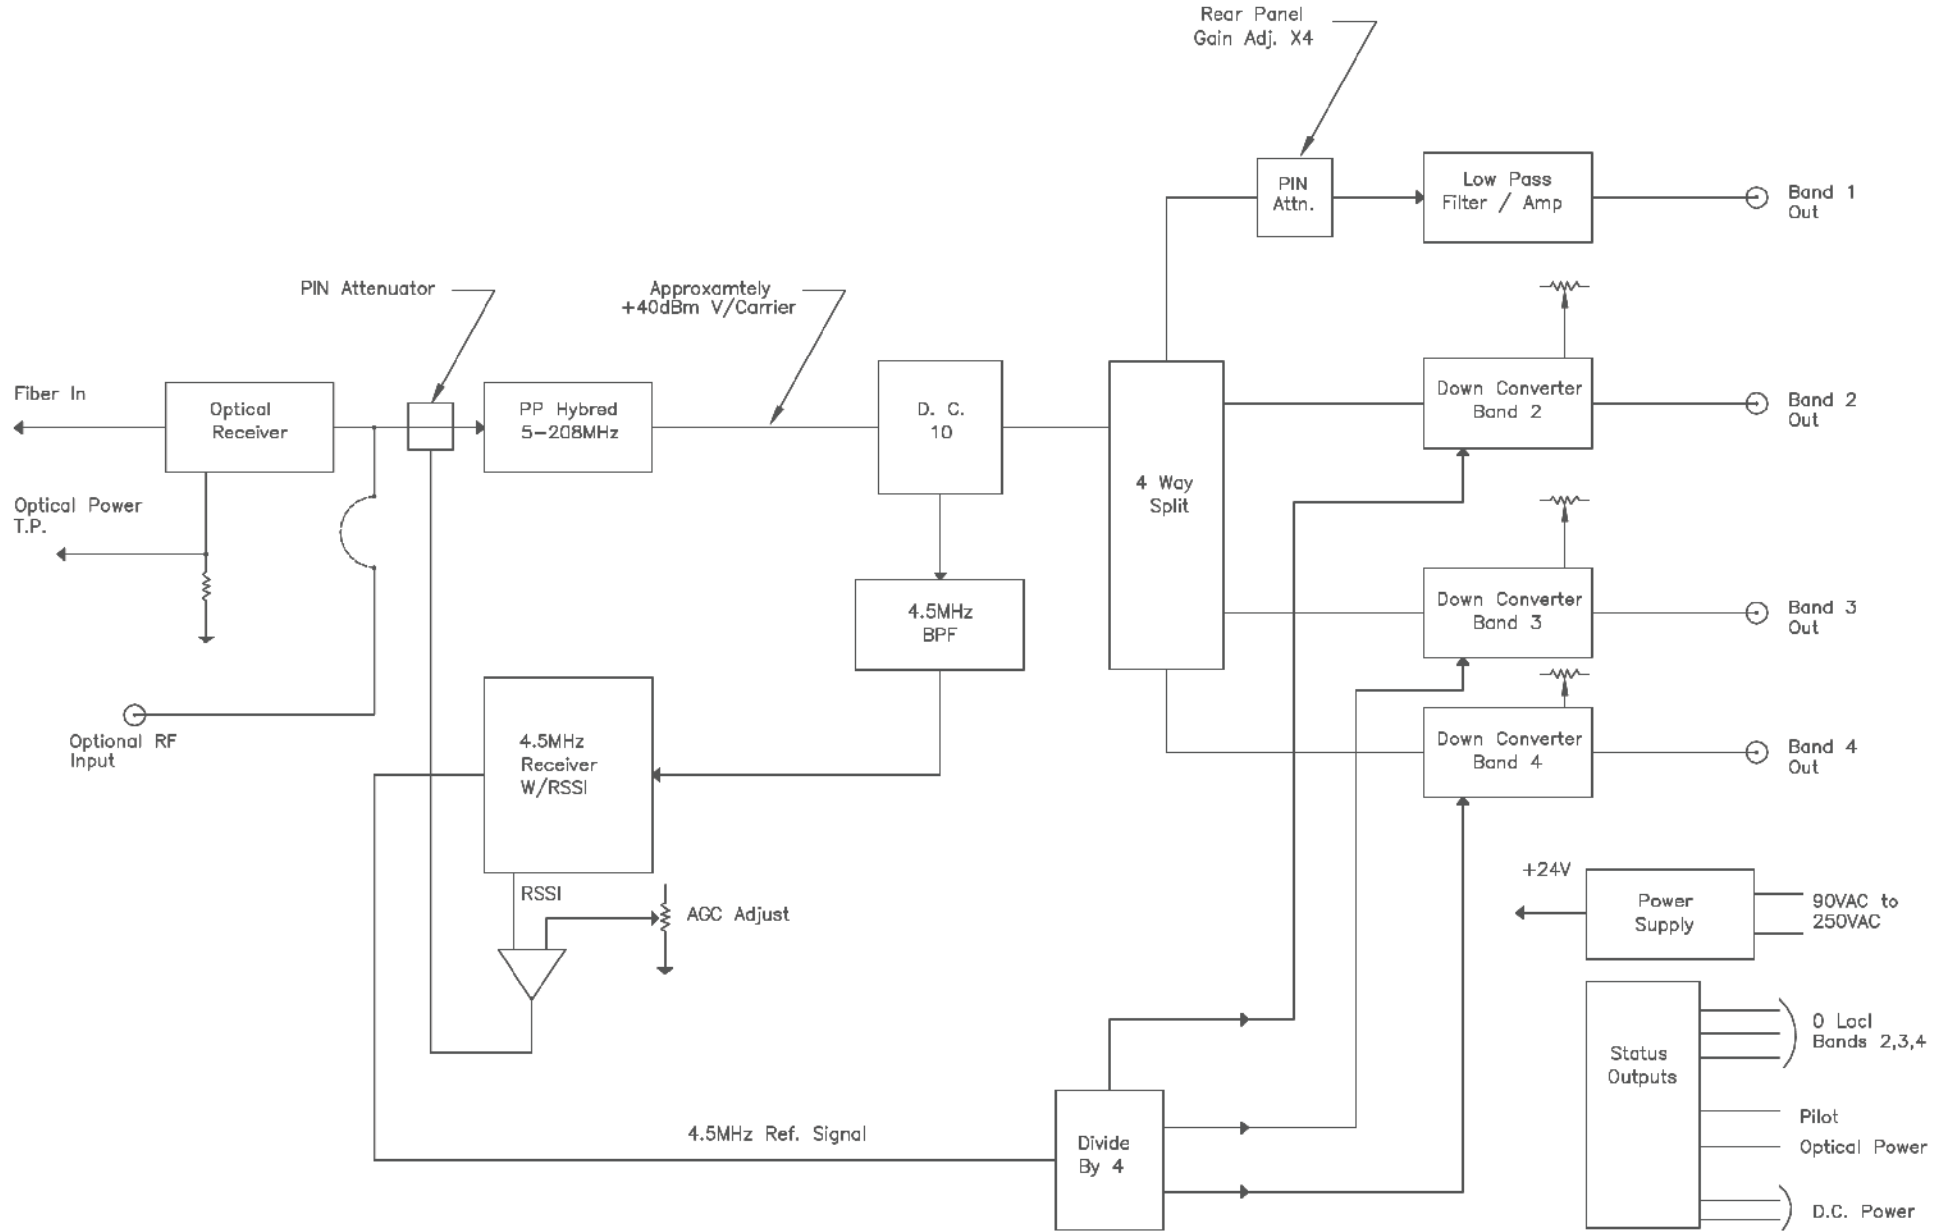 Rear Panel
Gain Adj. X4
PIN
Attn.
Low Pass
Filter / Amp
Band 1
Out
PIN Attenuator
Approxamtely
+40dBm V/Carrier
Fiber In
Optical
Receiver
PP Hybred
5-208MHz
D. C.
10
Down Converter
Band 2
Band 2
Out
4 Way
Split
Optical Power
T.P.
4.5MHz
BPF
Down Converter
Band 3
Band 3
Out
Optional RF
Input
4.5MHz
Receiver
W/RSSI
Down Converter
Band 4
Band 4
Out
RSSI
AGC Adjust
+24V
Power
Supply
90VAC to
250VAC
Status
Outputs
0 Locl
Bands 2,3,4
Pilot
Optical Power
D.C. Power
4.5MHz Ref. Signal
Divide
By 4